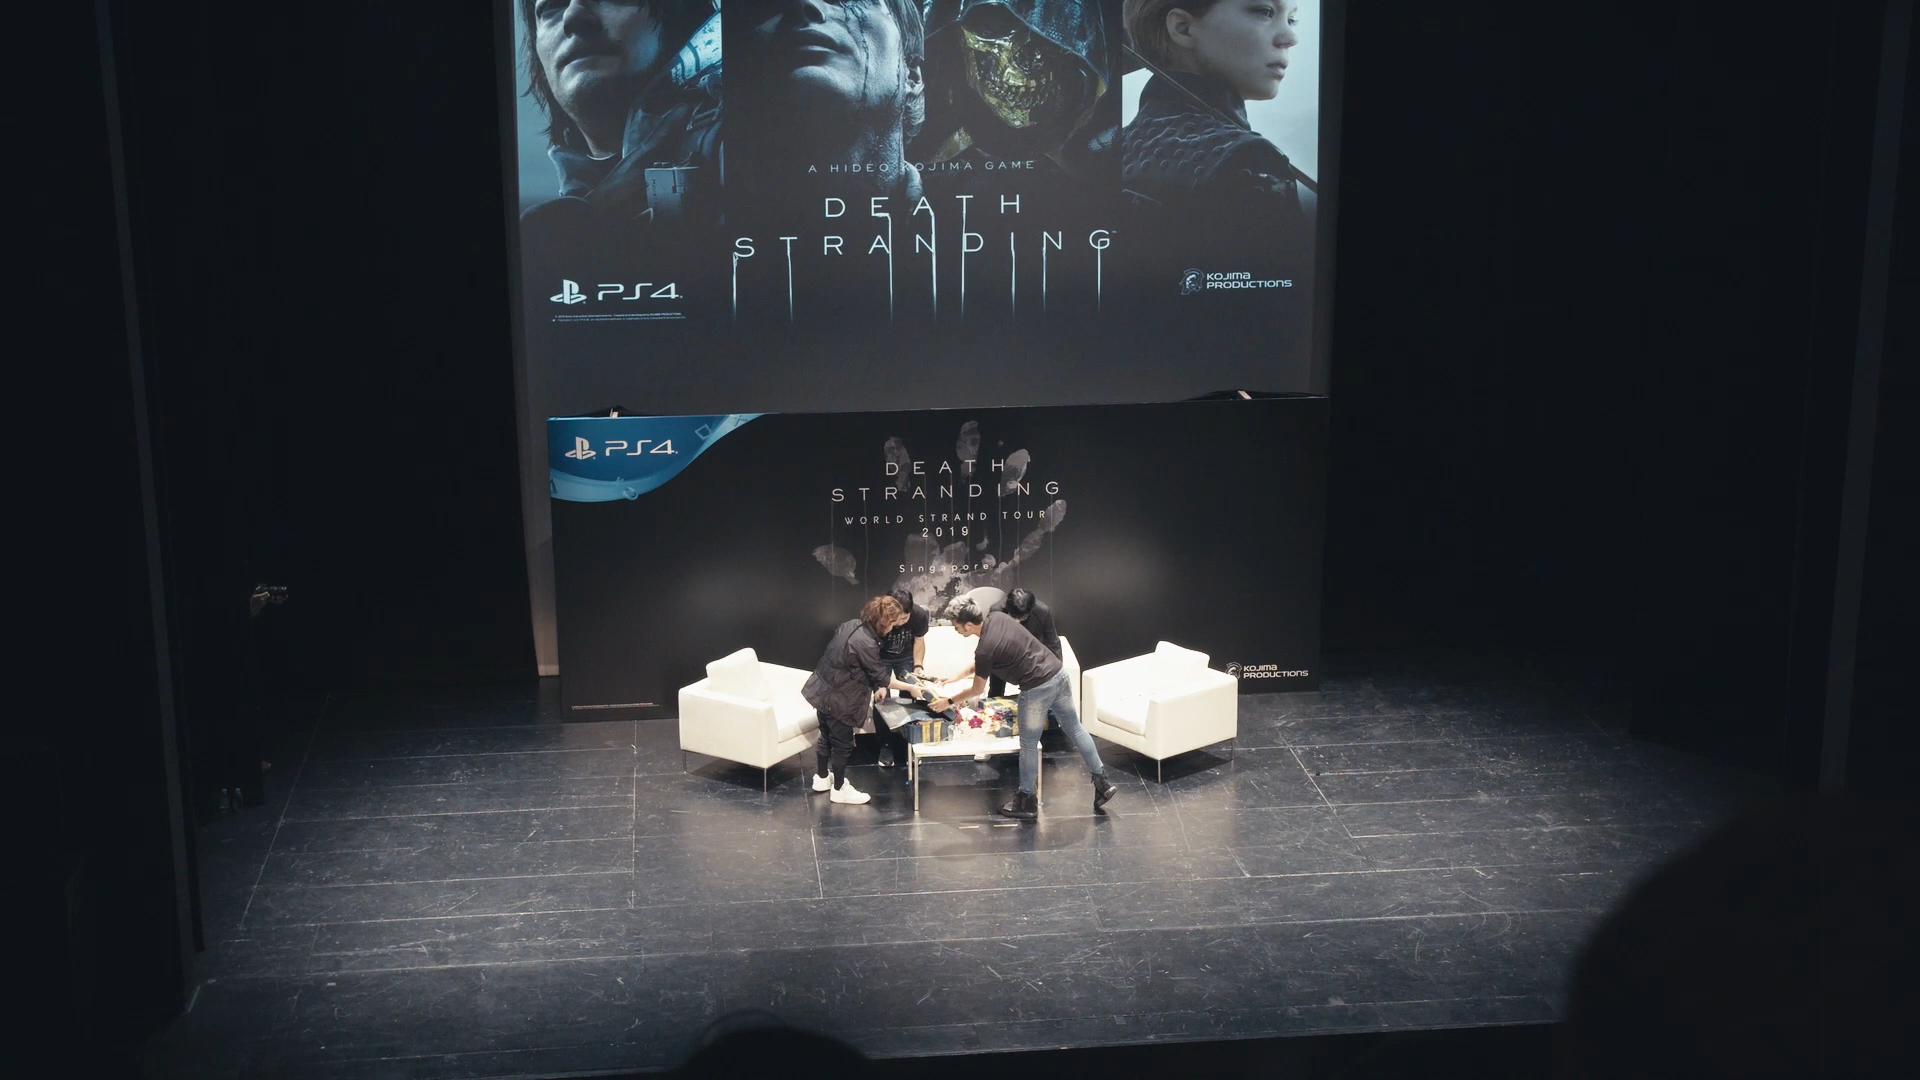 A HIDEO KOJIMA GAME
DEATH
STRANDING
PS4
KOJIMA
PRODUCTIONS
PS4
DEATH
STRANDING
WORLD STRAND TOUR
2019
Singapore
KOJIMA
PRODUCTIONS